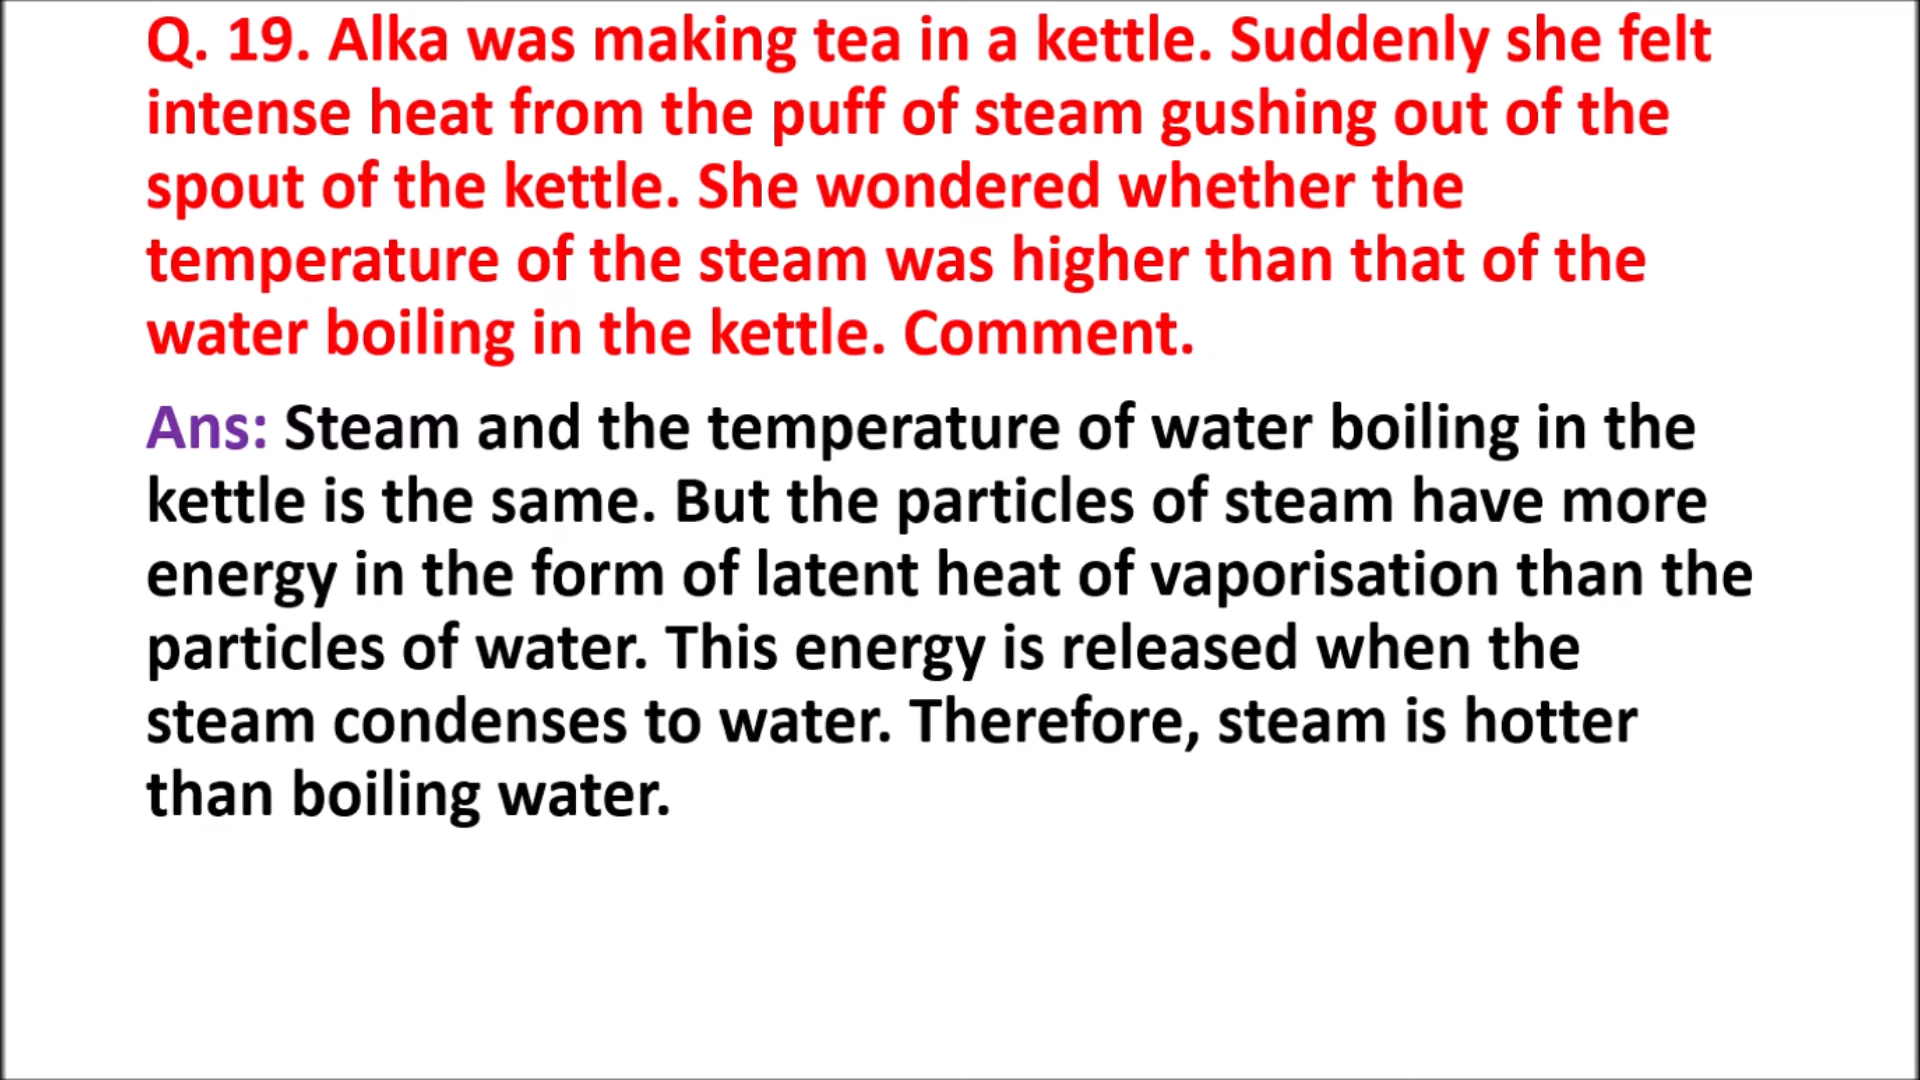 Q. 19. Alka was making tea in a kettle. Suddenly she felt
intense heat from the puff of steam gushing out of the
spout of the kettle. She wondered whether the
temperature of the steam was higher than that of the
water boiling in the kettle. Comment.
Ans: Steam and the temperature of water boiling in the
kettle is the same. But the particles of steam have more
energy in the form of latent heat of vaporisation than the
particles of water. This energy is released when the
steam condenses to water. Therefore, steam is hotter
than boiling water.